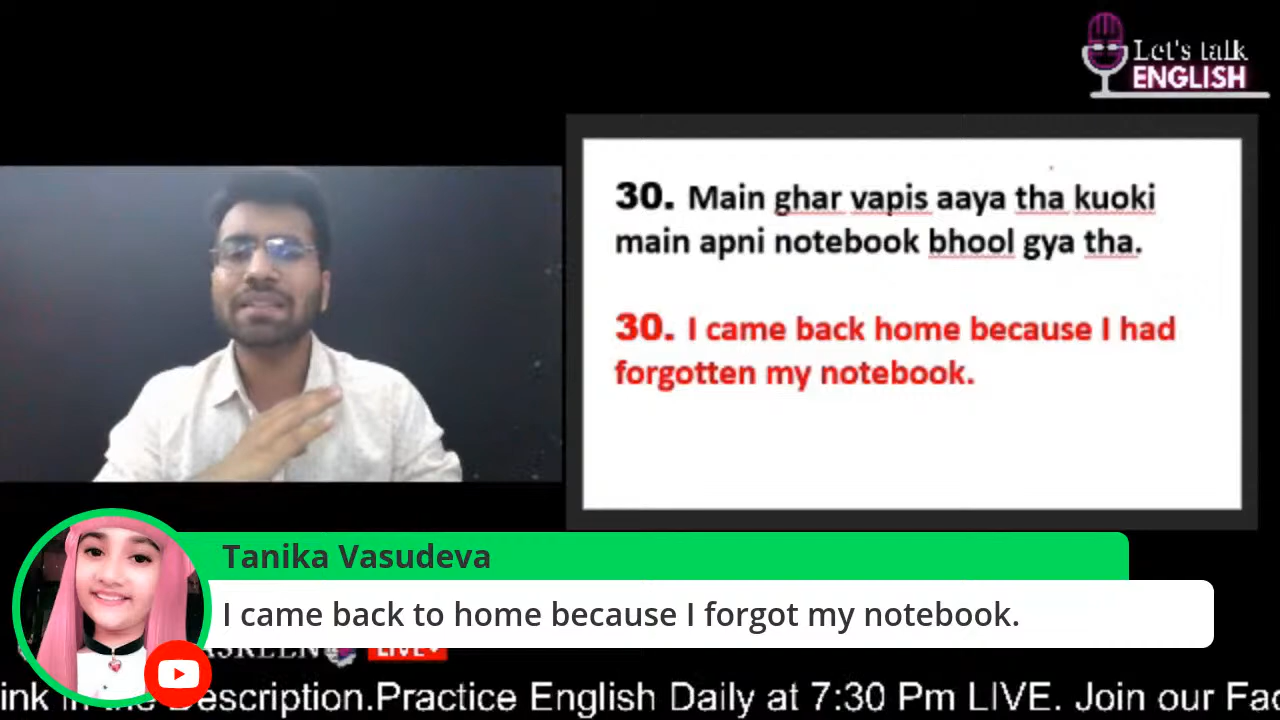 Let's talk
ENGLISH
30. Main ghar vapis aaya tha kuoki
main apni notebook bhool gya tha.
30. I came back home because I had
forgotten my notebook.
Tanika Vasudeva
I came back to home because I forgot my notebook.
LIVE
Description.Practice English Daily at 7:30 Pm LIVE. Join our